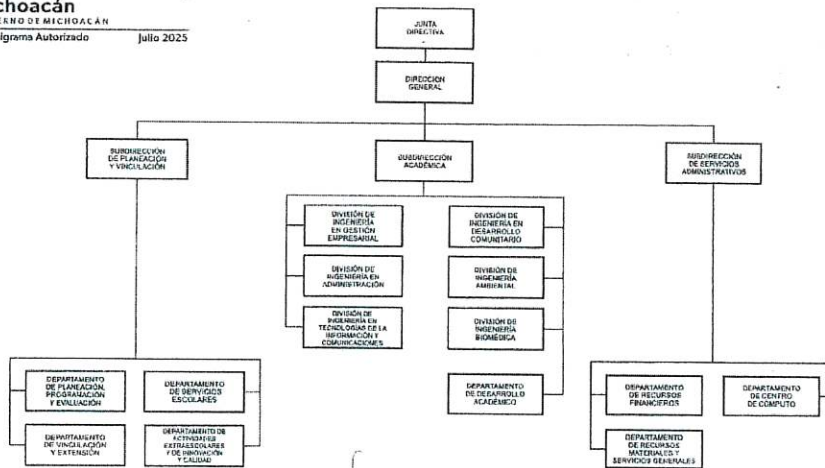 choacán
ERNO DE MICHOACÁN
igrama Autorizado Julio 2025
JUNTA
DIRECTIVA
DIRECCIÓN
GENERAL
SUBDIRECCIÓN
DE PLANEACIÓN
Y VINCULACIÓN
SUBDIRECCIÓN
ACADÉMICA
SUBDIRECCIÓN
DE SERVICIOS
ADMINISTRATIVOS
DIVISIÓN DE
INGENIERÍA
EN GESTIÓN
EMPRESARIAL
DIVISIÓN DE
INGENIERÍA EN
DESARROLLO
COMUNITARIO
DIVISIÓN DE
INGENIERÍA EN
ADMINISTRACIÓN
DIVISIÓN DE
INGENIERÍA
AMBIENTAL
DIVISIÓN DE
INGENIERÍA EN
TECNOLOGÍAS DE LA
INFORMACIÓN Y
COMUNICACIONES
DIVISIÓN DE
INGENIERÍA
BIOMÉDICA
DEPARTAMENTO
DE PLANEACIÓN,
PROGRAMACIÓN
Y EVALUACIÓN
DEPARTAMENTO
DE SERVICIOS
ESCOLARES
DEPARTAMENTO
DE DESARROLLO
ACADÉMICO
DEPARTAMENTO
DE RECURSOS
FINANCIEROS
DEPARTAMENTO
DE CENTRO
DE CÓMPUTO
DEPARTAMENTO
DE VINCULACIÓN
Y EXTENSIÓN
DEPARTAMENTO DE
ACTIVIDADES
EXTRAESCOLARES
Y DE INNOVACIÓN
Y CALIDAD
DEPARTAMENTO
DE RECURSOS
MATERIALES Y
SERVICIOS GENERALES